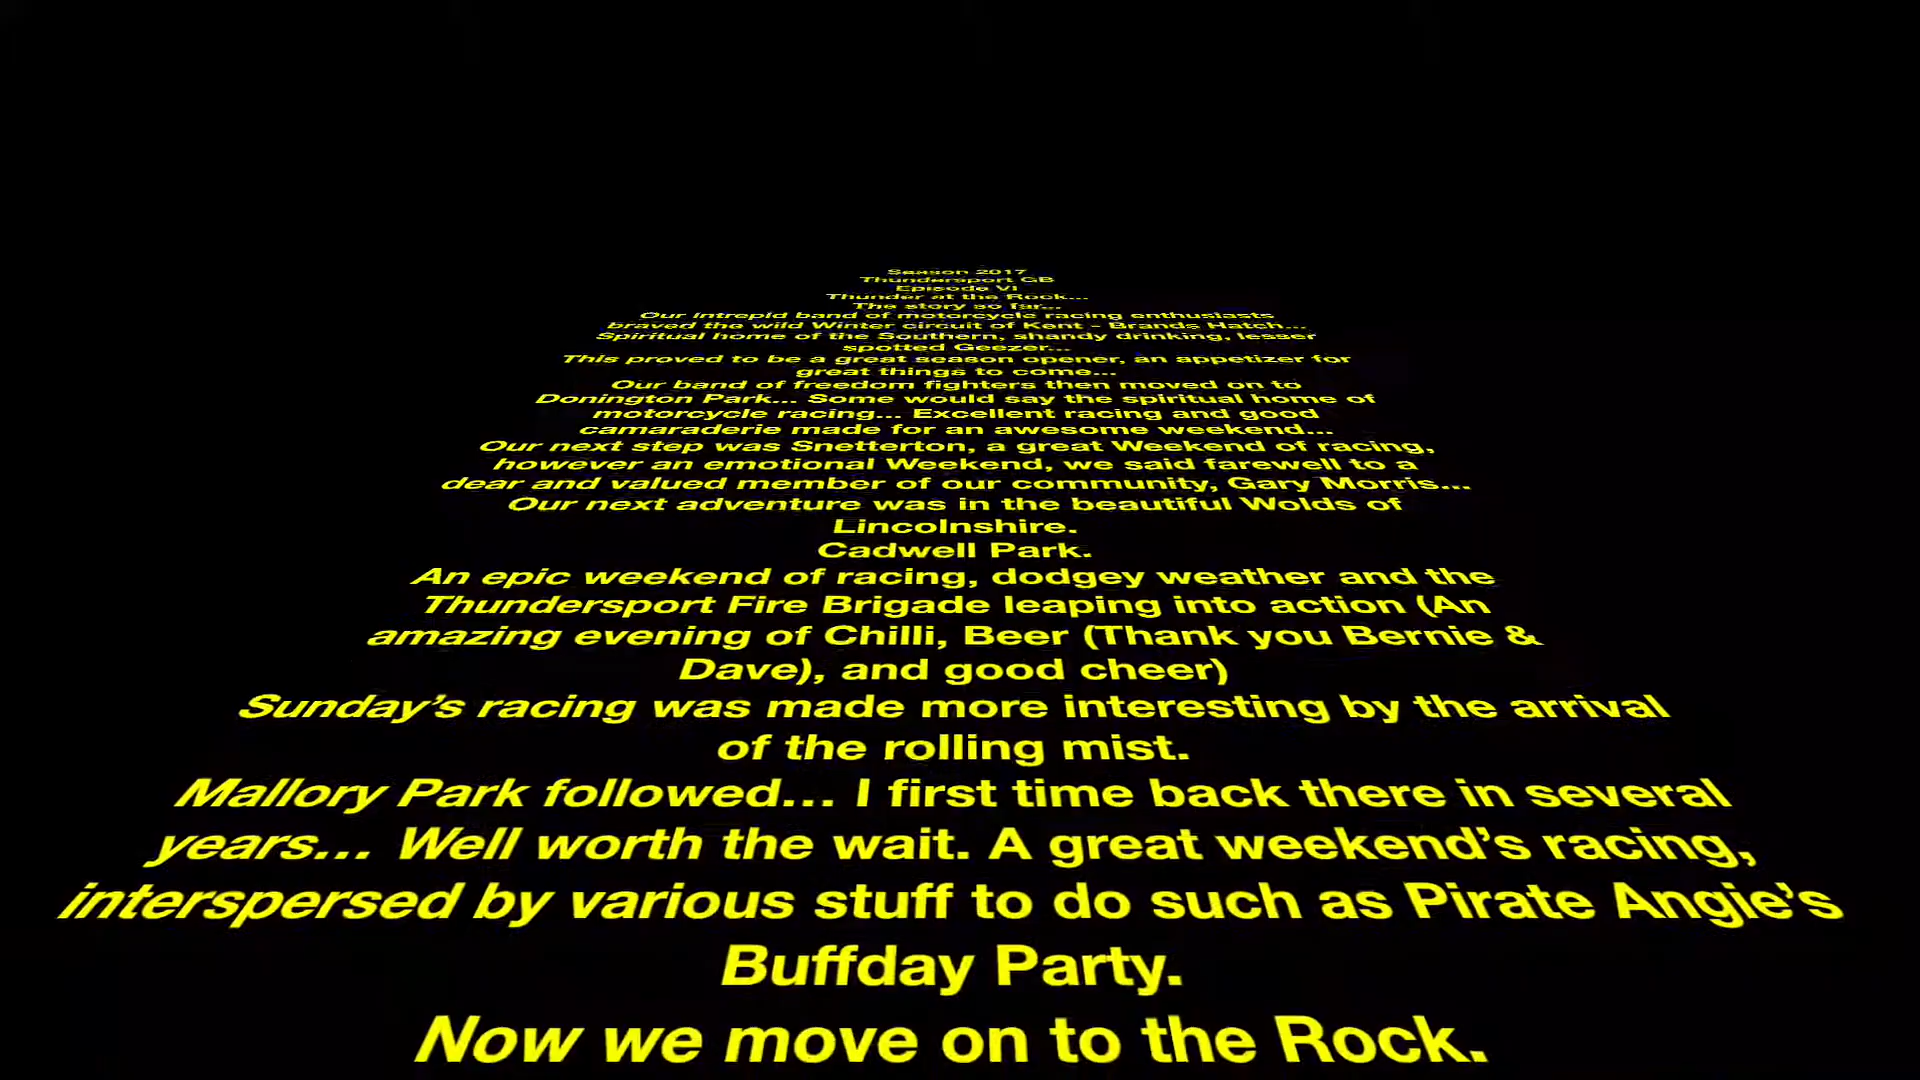 Season 2017
Thundersport GB
Episode VI
Thunder at the Rock...
The story so far...
Our intrepid band of motorcycle racing enthusiasts
braved the wild Winter circuit of Kent - Brands Hatch...
Spiritual home of the Southern, shandy drinking, lesser
spotted Geezer...
This proved to be a great season opener, an appetizer for
great things to come...
Our band of freedom fighters then moved on to
Donington Park... Some would say the spiritual home of
motorcycle racing... Excellent racing and good
camaraderie made for an awesome weekend...
Our next step was Snetterton, a great Weekend of racing,
however an emotional Weekend, we said farewell to a
dear and valued member of our community, Gary Morris...
Our next adventure was in the beautiful Wolds of
Lincolnshire.
Cadwell Park.
An epic weekend of racing, dodgey weather and the
Thundersport Fire Brigade leaping into action (An
amazing evening of Chilli, Beer (Thank you Bernie &
Dave), and good cheer)
Sunday’s racing was made more interesting by the arrival
of the rolling mist.
Mallory Park followed... I first time back there in several
years... Well worth the wait. A great weekend’s racing,
interspersed by various stuff to do such as Pirate Angie’s
Buffday Party.
Now we move on to the Rock.